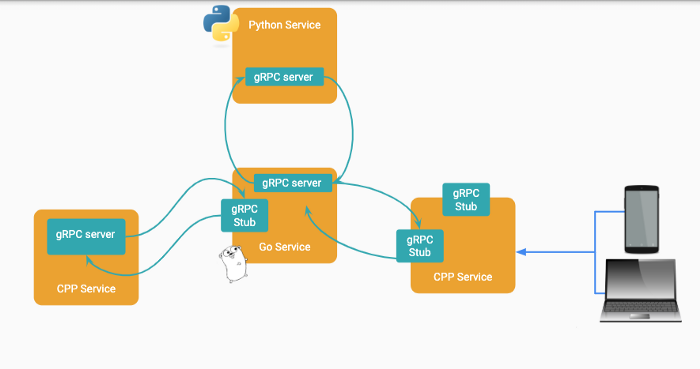 Python Service
gRPC server
gRPC server
gRPC
Stub
Go Service
gRPC server
CPP Service
gRPC
Stub
gRPC
Stub
CPP Service